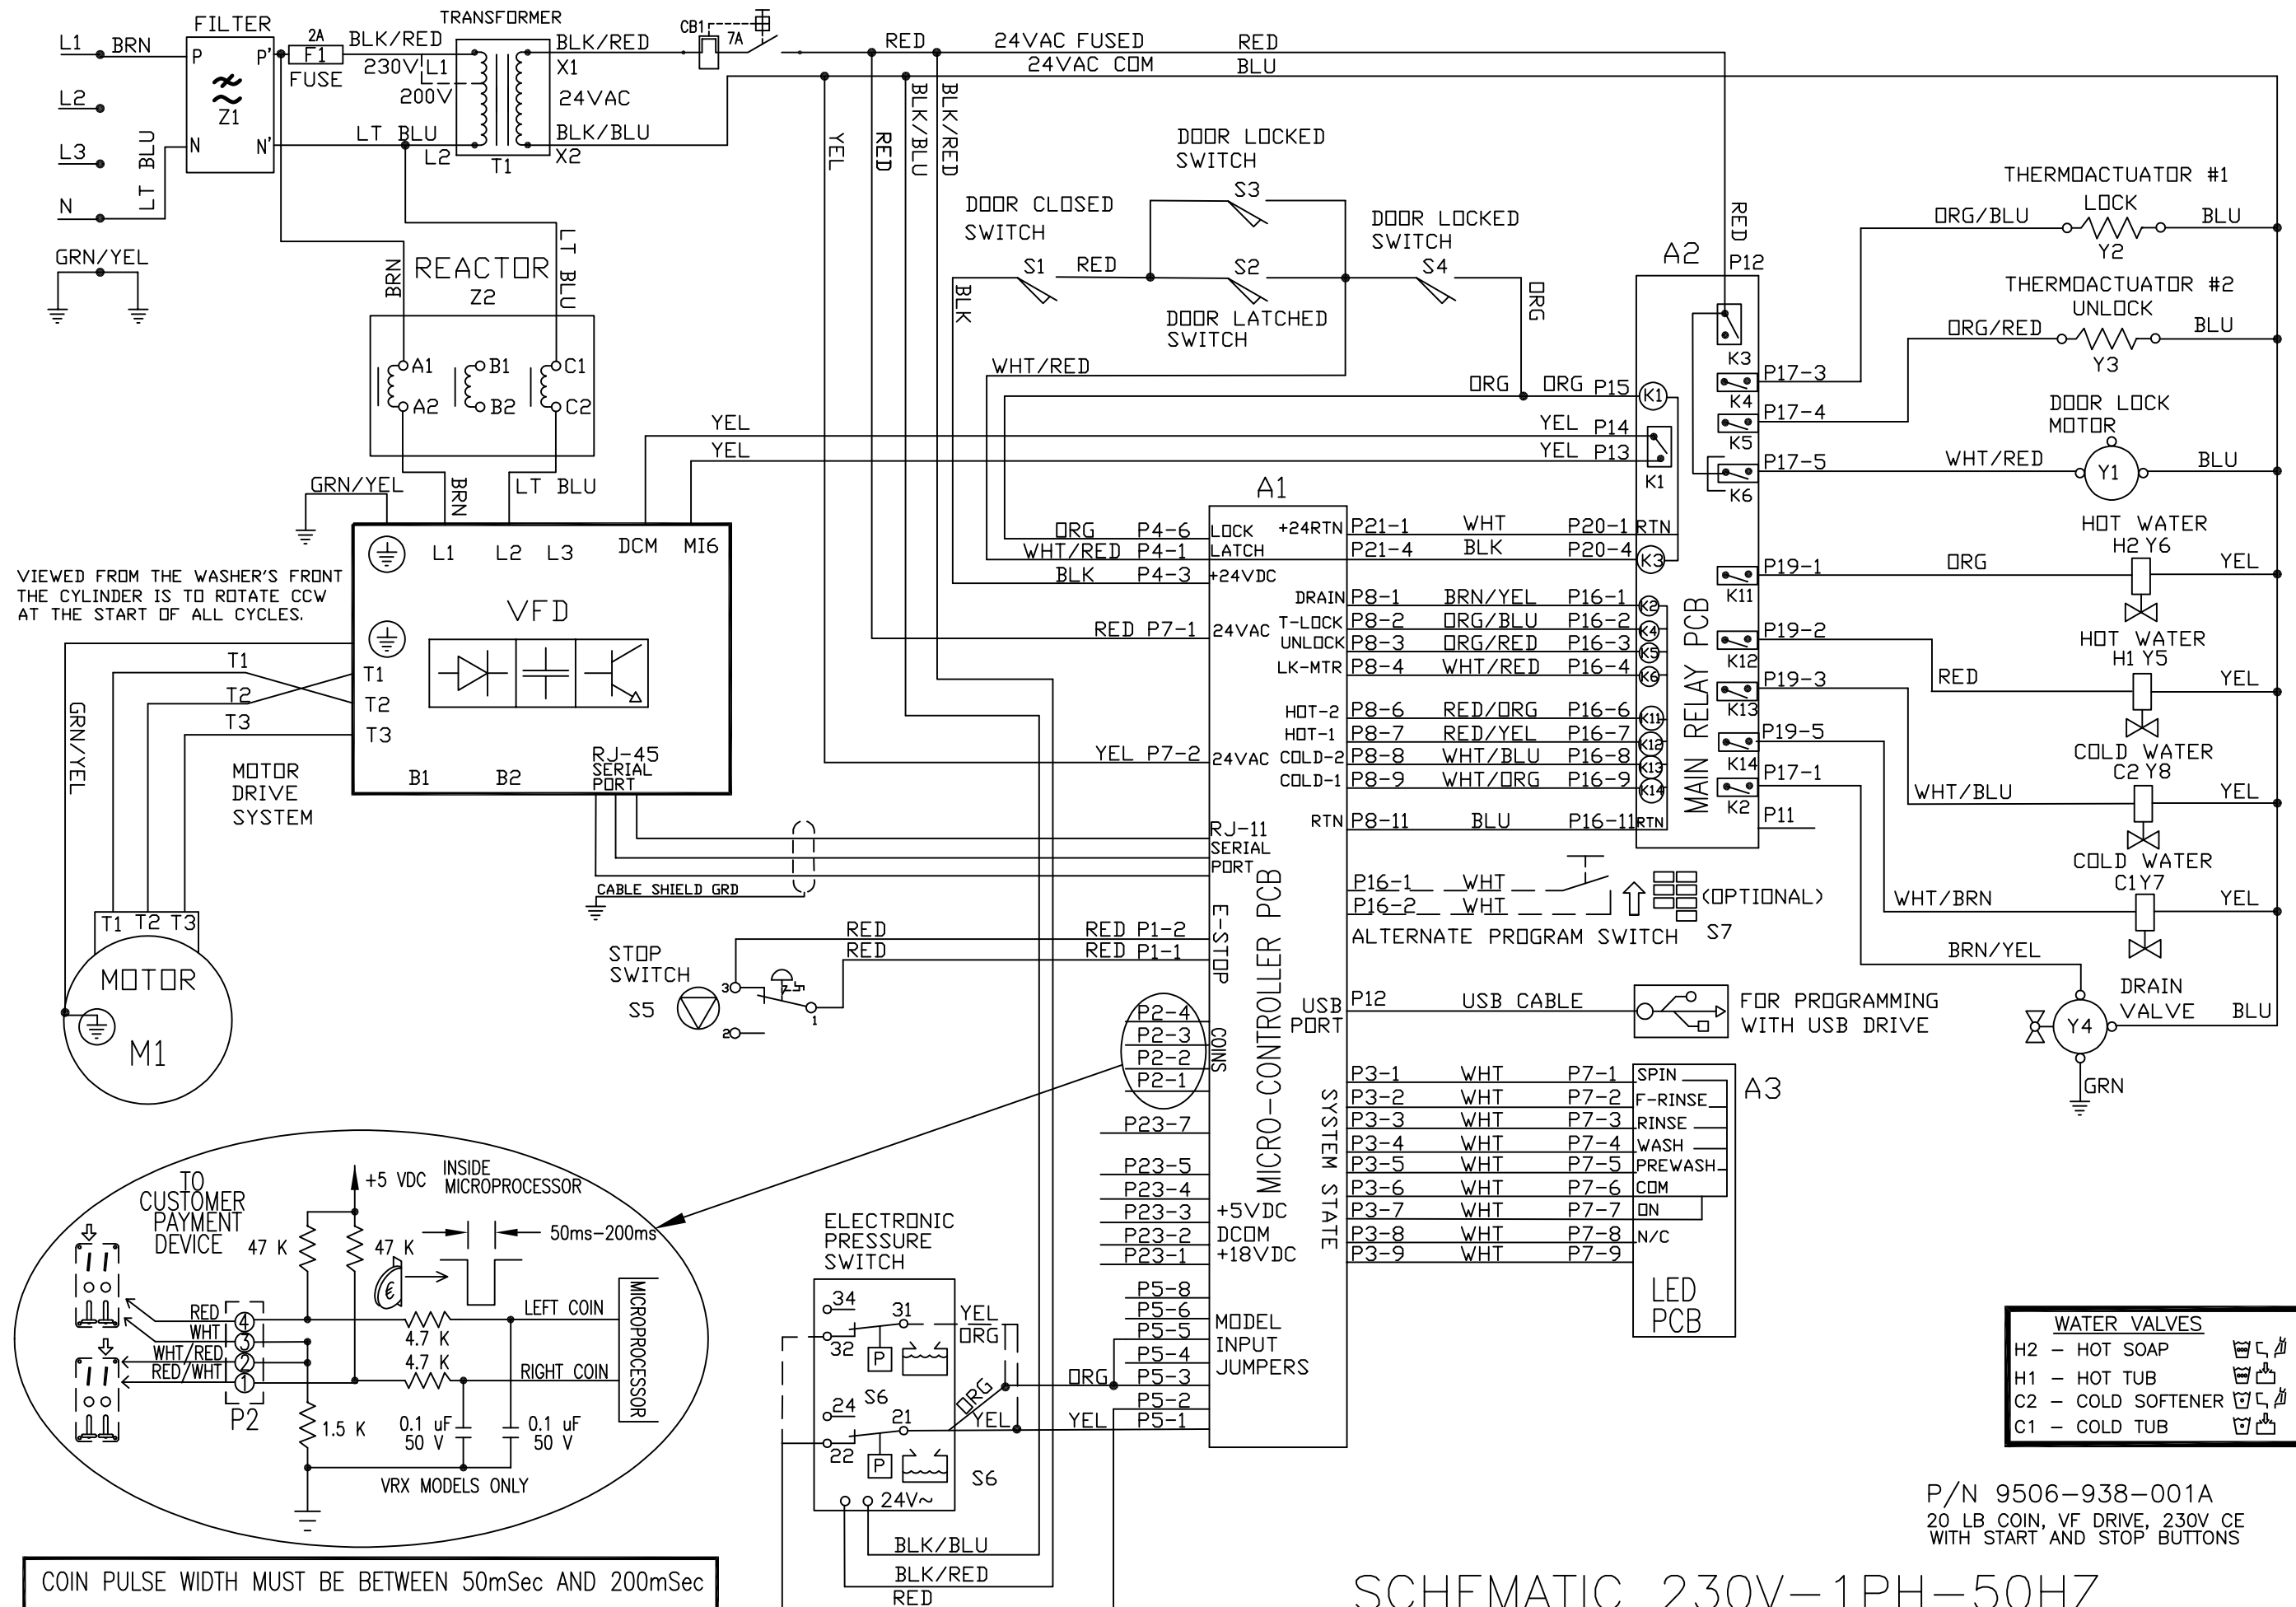 L1
BRN
L2
L3
N
LT BLU
GRN/YEL
FILTER
P
P'
Z1
N
N'
2A
F1
FUSE
BLK/RED
230V
L1
200V
LT BLU
L2
TRANSFORMER
T1
BLK/RED
X1
24VAC
BLK/BLU
X2
CB1
7A
RED
24VAC FUSED
RED
24VAC COM
BLU
YEL
RED
BLK/BLU
BLK/RED
BRN
REACTOR
Z2
LT BLU
A1
B1
C1
A2
B2
C2
GRN/YEL
BRN
LT BLU
DOOR LOCKED
SWITCH
S3
DOOR CLOSED
SWITCH
S1
RED
S2
DOOR LATCHED
SWITCH
DOOR LOCKED
SWITCH
S4
BLK
ORG
WHT/RED
ORG
ORG P15
YEL
YEL P14
YEL
YEL P13
RED
A2
P12
K3
K4
K5
K6
K1
K1
P17-3
P17-4
P17-5
THERMOACTUATOR #1
LOCK
ORG/BLU
BLU
Y2
THERMOACTUATOR #2
UNLOCK
ORG/RED
BLU
Y3
DOOR LOCK
MOTOR
WHT/RED
Y1
BLU
HOT WATER
H2 Y6
P19-1
ORG
YEL
K11
HOT WATER
H1 Y5
P19-2
RED
YEL
K12
P19-3
K13
COLD WATER
C2 Y8
WHT/BLU
YEL
P19-5
K14
COLD WATER
C1Y7
WHT/BRN
YEL
P17-1
K2
P11
BRN/YEL
DRAIN
VALVE
BLU
Y4
GRN
MAIN RELAY PCB
VIEWED FROM THE WASHER'S FRONT
THE CYLINDER IS TO ROTATE CCW
AT THE START OF ALL CYCLES.
L1
L2
L3
DCM
MI6
VFD
T1
T2
T3
T1
T2
T3
B1
B2
RJ-45
SERIAL
PORT
MOTOR
DRIVE
SYSTEM
GRN/YEL
T1 T2 T3
MOTOR
M1
CABLE SHIELD GRD
A1
MICRO-CONTROLLER PCB
ORG
P4-6
LOCK
WHT/RED
P4-1
LATCH
BLK
P4-3
+24VDC
RED P7-1
24VAC
YEL P7-2
24VAC
RJ-11
SERIAL
PORT
+24RTN
P21-1
WHT
P20-1
RTN
P21-4
BLK
P20-4
K3
DRAIN
P8-1
BRN/YEL
P16-1
K2
T-LOCK
P8-2
ORG/BLU
P16-2
K4
UNLOCK
P8-3
ORG/RED
P16-3
K5
LK-MTR
P8-4
WHT/RED
P16-4
K6
HOT-2
P8-6
RED/ORG
P16-6
K11
HOT-1
P8-7
RED/YEL
P16-7
K12
COLD-2
P8-8
WHT/BLU
P16-8
K13
COLD-1
P8-9
WHT/ORG
P16-9
K14
RTN
P8-11
BLU
P16-11
RTN
P16-1
WHT
P16-2
WHT
(OPTIONAL)
ALTERNATE PROGRAM SWITCH
S7
STOP
SWITCH
S5
3
2
1
RED
RED P1-2
RED
RED P1-1
E-STOP
USB
PORT
P12
USB CABLE
FOR PROGRAMMING
WITH USB DRIVE
P2-4
P2-3
P2-2
P2-1
COINS
P23-7
P23-5
P23-4
P23-3
P23-2
P23-1
+5VDC
DCOM
+18VDC
SYSTEM STATE
P3-1
WHT
P7-1
SPIN
P3-2
WHT
P7-2
F-RINSE
P3-3
WHT
P7-3
RINSE
P3-4
WHT
P7-4
WASH
P3-5
WHT
P7-5
PREWASH
P3-6
WHT
P7-6
COM
P3-7
WHT
P7-7
ON
P3-8
WHT
P7-8
N/C
P3-9
WHT
P7-9
A3
LED
PCB
P5-8
P5-6
P5-5
P5-4
ORG
P5-3
P5-2
YEL
P5-1
MODEL
INPUT
JUMPERS
ELECTRONIC
PRESSURE
SWITCH
34
31
32
P
S6
24
21
22
P
S6
24V~
YEL
ORG
ORG
YEL
BLK/BLU
BLK/RED
RED
TO
CUSTOMER
PAYMENT
DEVICE
+5 VDC
INSIDE
MICROPROCESSOR
47 K
47 K
50ms-200ms
€
RED
4
WHT
3
WHT/RED
2
RED/WHT
1
P2
4.7 K
4.7 K
LEFT COIN
RIGHT COIN
MICROPROCESSOR
1.5 K
0.1 uF
50 V
0.1 uF
50 V
VRX MODELS ONLY
COIN PULSE WIDTH MUST BE BETWEEN 50mSec AND 200mSec
WATER VALVES
H2 - HOT SOAP
H1 - HOT TUB
C2 - COLD SOFTENER
C1 - COLD TUB
P/N 9506-938-001A
20 LB COIN, VF DRIVE, 230V CE
WITH START AND STOP BUTTONS
SCHEMATIC 230V-1PH-50HZ